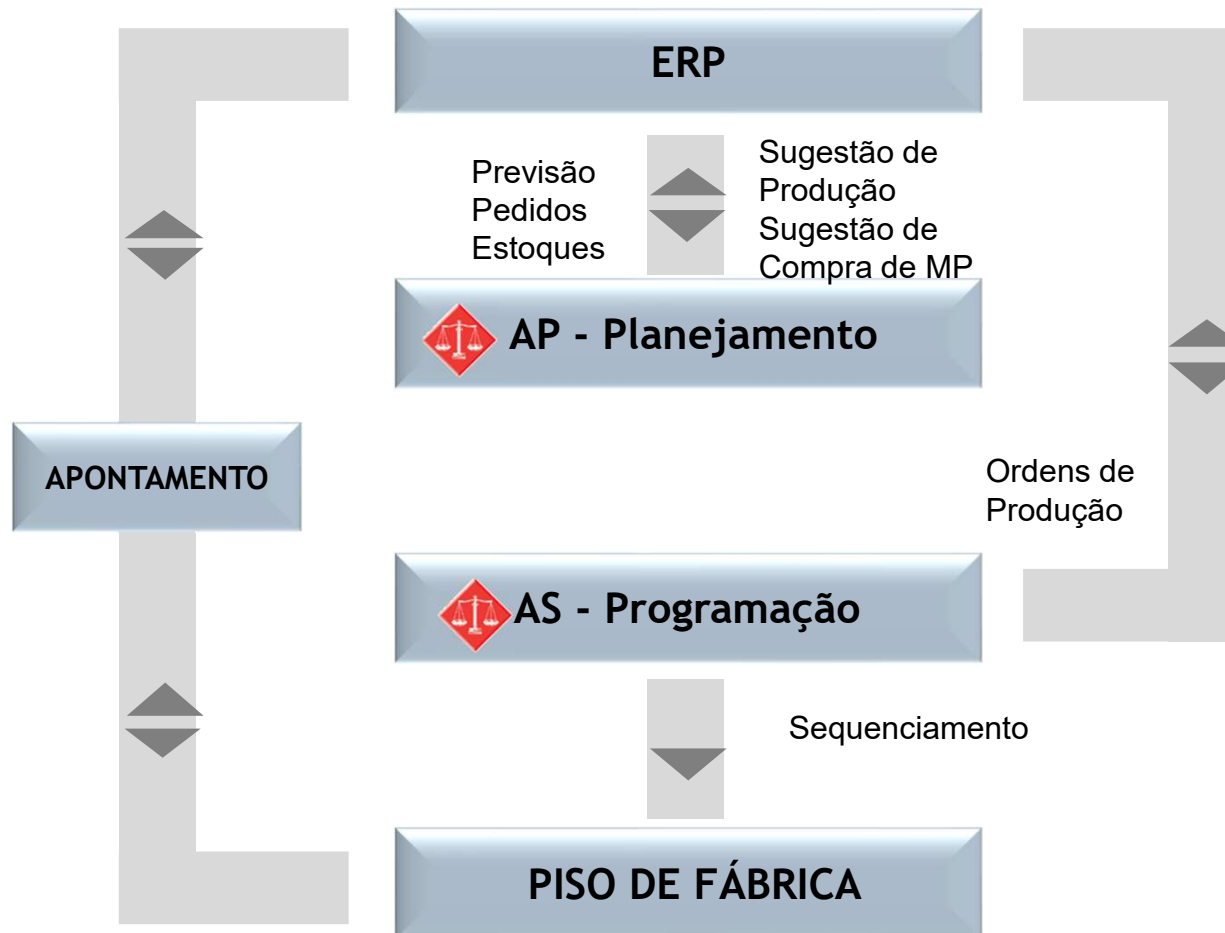 ERP
Previsão
Pedidos
Estoques
Sugestão de
Produção
Sugestão de
Compra de MP
AP - Planejamento
APONTAMENTO
Ordens de
Produção
AS - Programação
Sequenciamento
PISO DE FÁBRICA